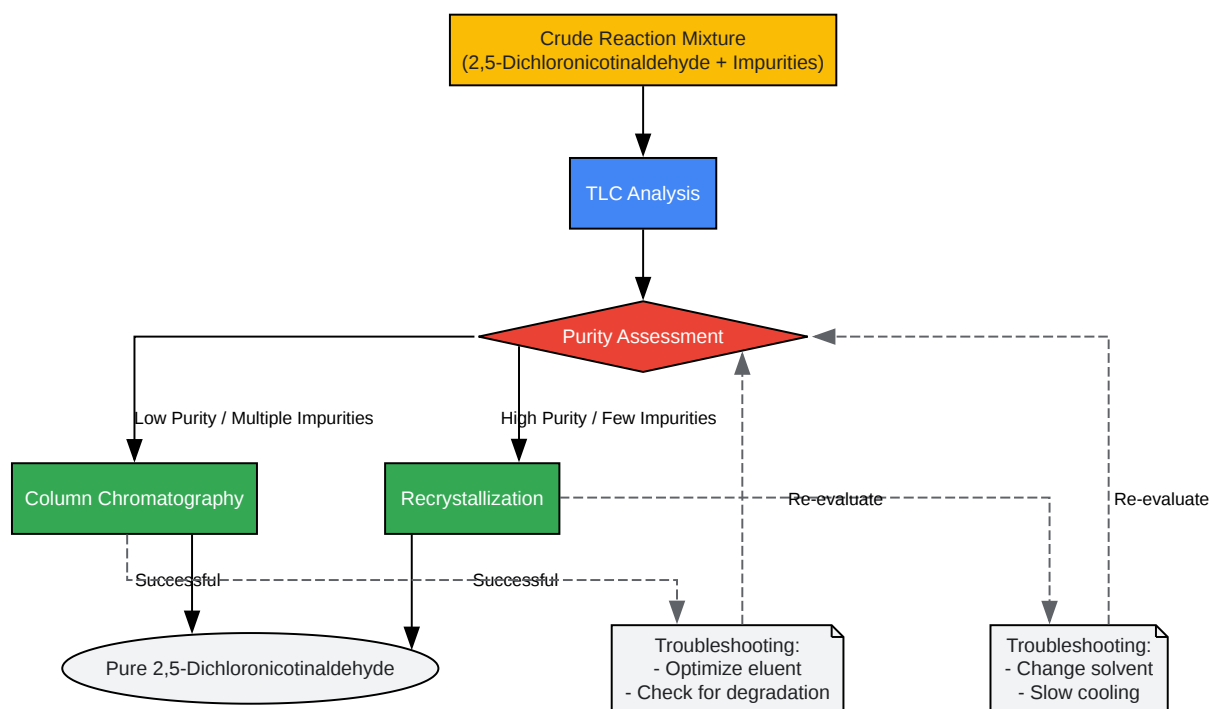 Crude Reaction Mixture
(2,5-Dichloronicotinaldehyde + Impurities)
TLC Analysis
Purity Assessment
Low Purity / Multiple Impurities
High Purity / Few Impurities
Column Chromatography
Recrystallization
Re-evaluate
Re-evaluate
Successful
Successful
Pure 2,5-Dichloronicotinaldehyde
Troubleshooting:
- Optimize eluent
- Check for degradation
Troubleshooting:
- Change solvent
- Slow cooling